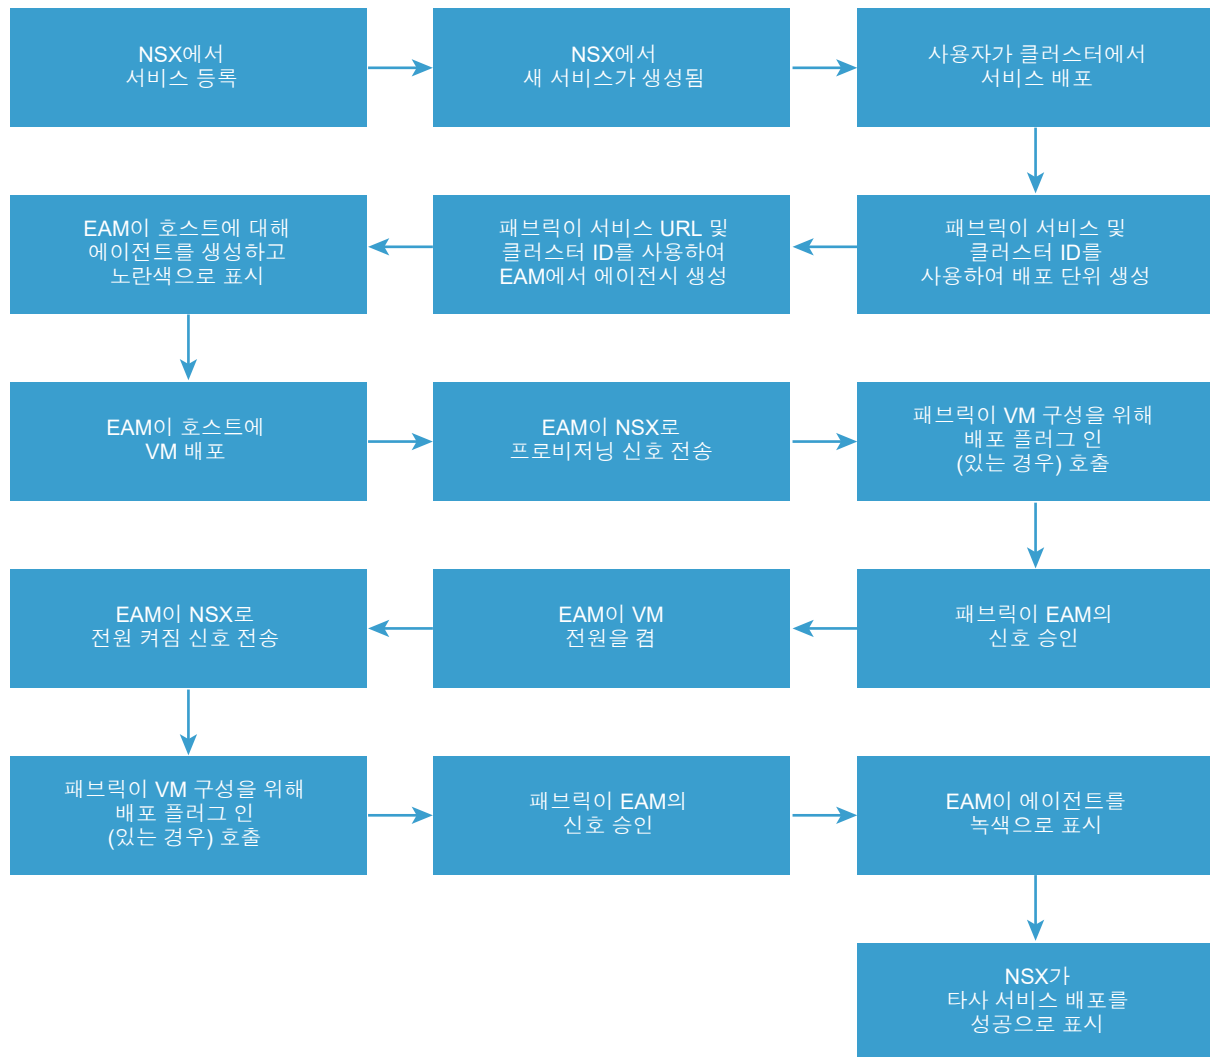 NSX에서
서비스 등록
NSX에서
새 서비스가 생성됨
사용자가 클러스터에서
서비스 배포
패브릭이 서비스 및
클러스터 ID를
사용하여 배포 단위 생성
패브릭이 서비스 URL 및
클러스터 ID를 사용하여
EAM에서 에이전시 생성
EAM이 호스트에 대해
에이전트를 생성하고
노란색으로 표시
EAM이 호스트에
VM 배포
EAM이 NSX로
프로비저닝 신호 전송
패브릭이 VM 구성을 위해
배포 플러그 인
(있는 경우) 호출
패브릭이 EAM의
신호 승인
EAM이 VM
전원을 켬
EAM이 NSX로
전원 켜짐 신호 전송
패브릭이 VM 구성을 위해
배포 플러그 인
(있는 경우) 호출
패브릭이 EAM의
신호 승인
EAM이 에이전트를
녹색으로 표시
NSX가
타사 서비스 배포를
성공으로 표시